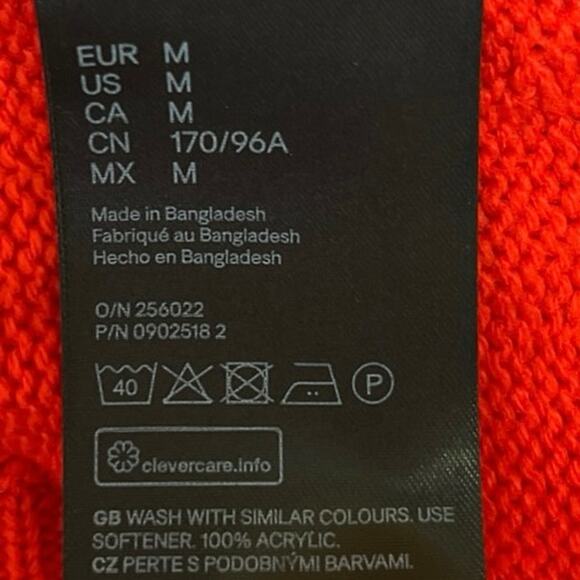 EUR M
US M
CA M
CN 170/96A
MX M
Made in Bangladesh
Fabriqué au Bangladesh
Hecho en Bangladesh
O/N 256022
P/N 0902518 2
40 P
clevercare.info
GB WASH WITH SIMILAR COLOURS. USE
SOFTENER. 100% ACRYLIC.
CZ PERTE S PODOBNÝMI BARVAMI.